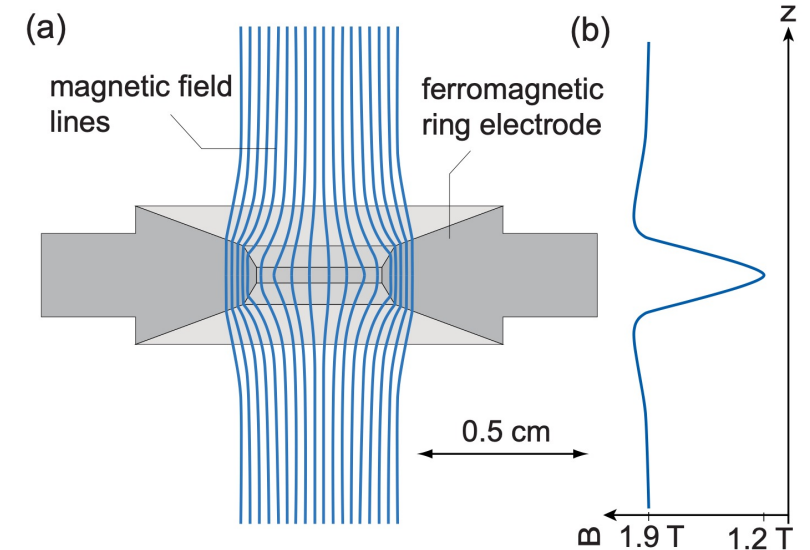 (a)
magnetic field
lines
ferromagnetic
ring electrode
0.5 cm
(b)
z
B
1.9 T
1.2 T